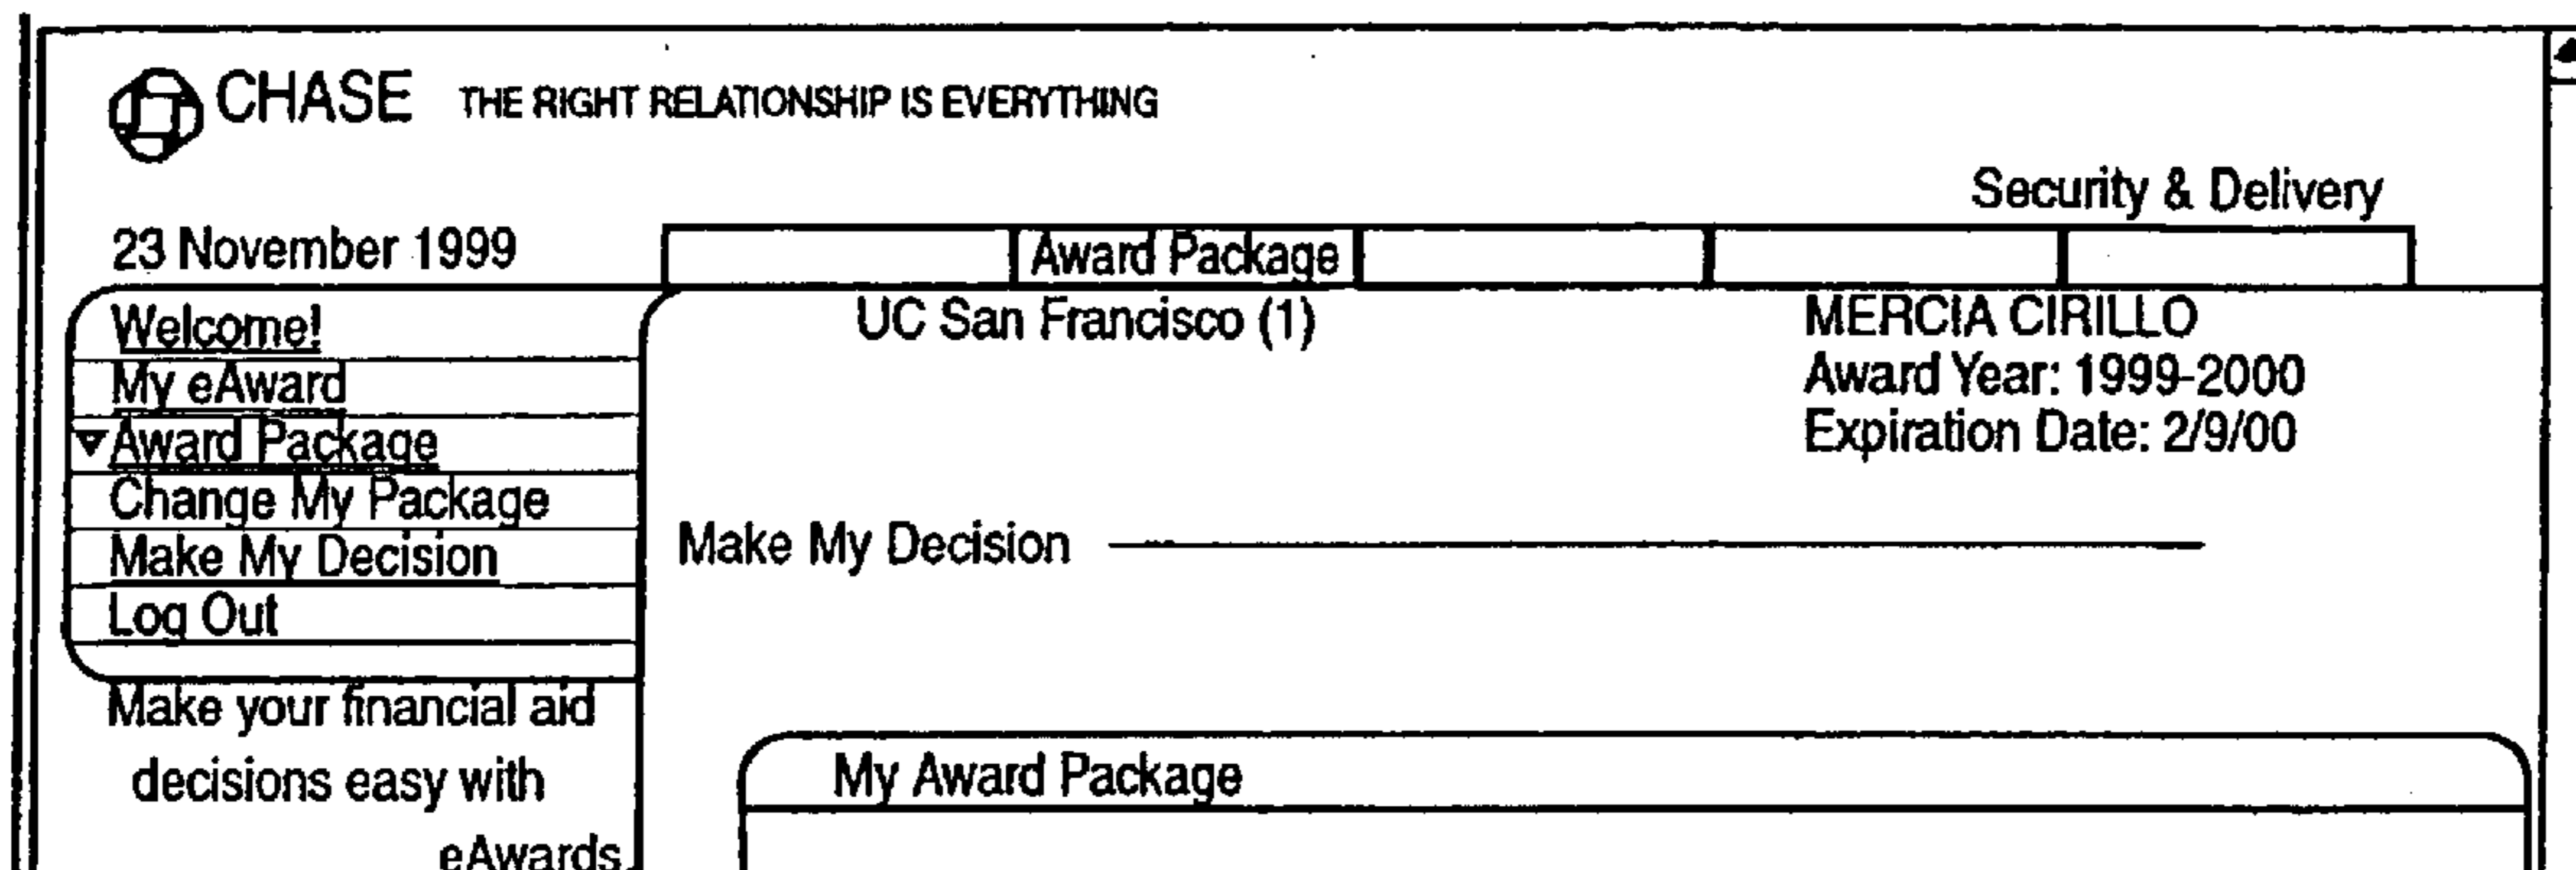 CHASE THE RIGHT RELATIONSHIP IS EVERYTHING
Security & Delivery
23 November 1999
Award Package
Welcome!
My eAward
Award Package
Change My Package
Make My Decision
Log Out
Make your financial aid
decisions easy with
eAwards.
UC San Francisco (1)
MERCIA CIRILLO
Award Year: 1999-2000
Expiration Date: 2/9/00
Make My Decision
My Award Package